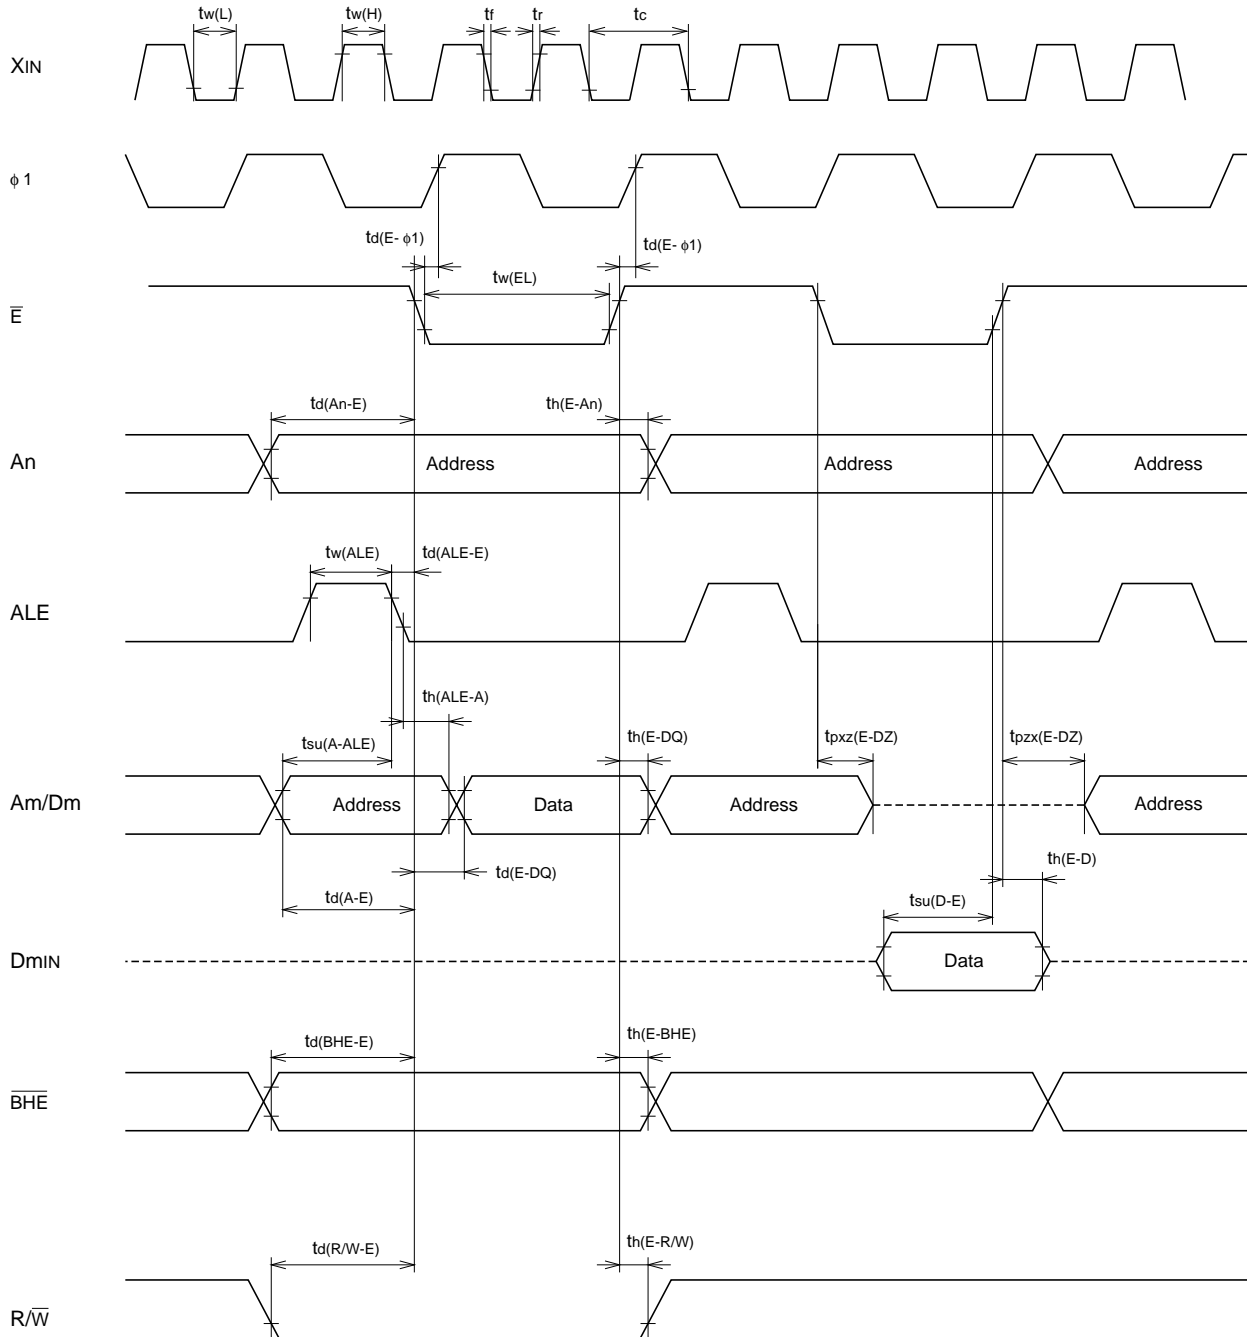 tw(L) tw(H) tf tr tc
XIN
ϕ 1
td(E- ϕ1) td(E- ϕ1)
tw(EL)
E̅
td(An-E) th(E-An)
An Address Address Address
tw(ALE) td(ALE-E)
ALE
th(ALE-A)
tsu(A-ALE) th(E-DQ) tpxz(E-DZ) tpzx(E-DZ)
Am/Dm Address Data Address Address
td(E-DQ) th(E-D)
td(A-E) tsu(D-E)
DmIN Data
td(BHE-E) th(E-BHE)
B̅H̅E̅
td(R/W-E) th(E-R/W)
R/W̅